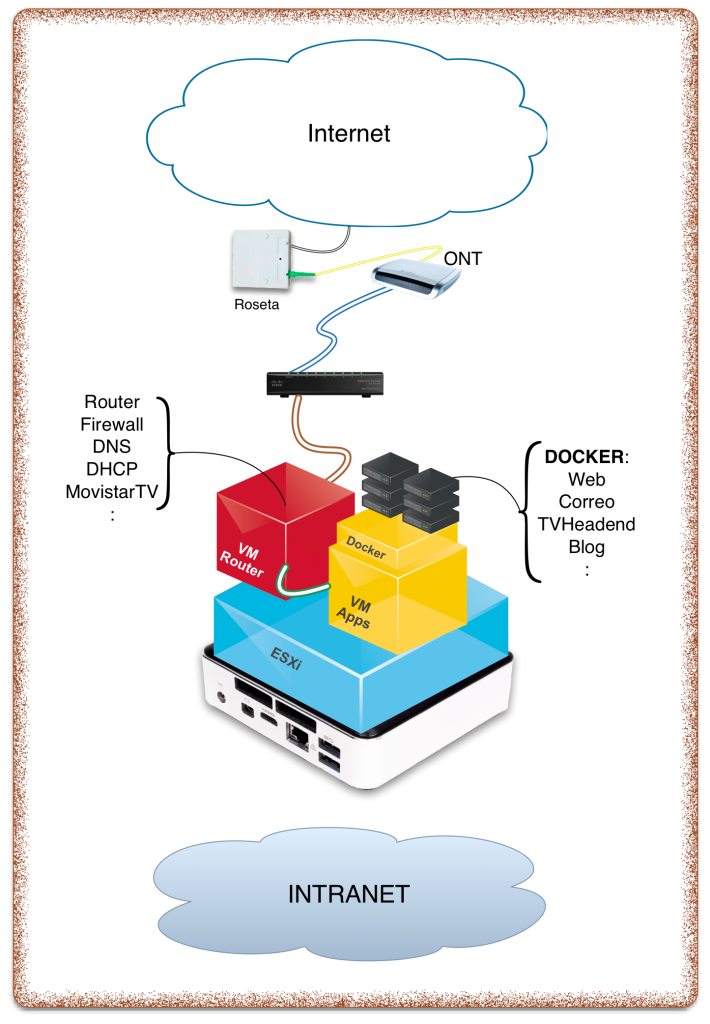 Internet
ONT
Roseta
Router
Firewall
DNS
DHCP
MovistarTV
:
DOCKER:
Web
Correo
TVHeadend
Blog
:
Docker
VM
Router
VM
Apps
ESXi
INTRANET